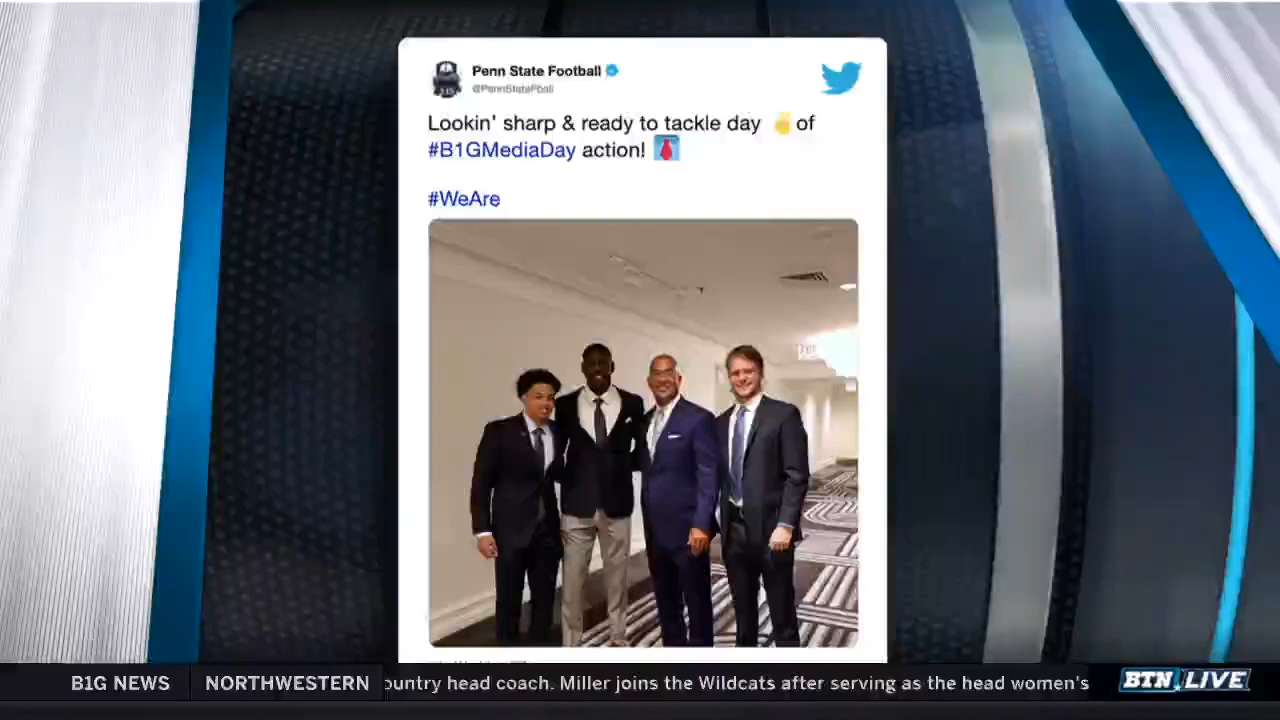 Penn State Football
@PennStateFball
Lookin' sharp & ready to tackle day ✌️of
#B1GMediaDay action! 👔
#WeAre
B1G NEWS
NORTHWESTERN
ountry head coach. Miller joins the Wildcats after serving as the head women's
BTN LIVE